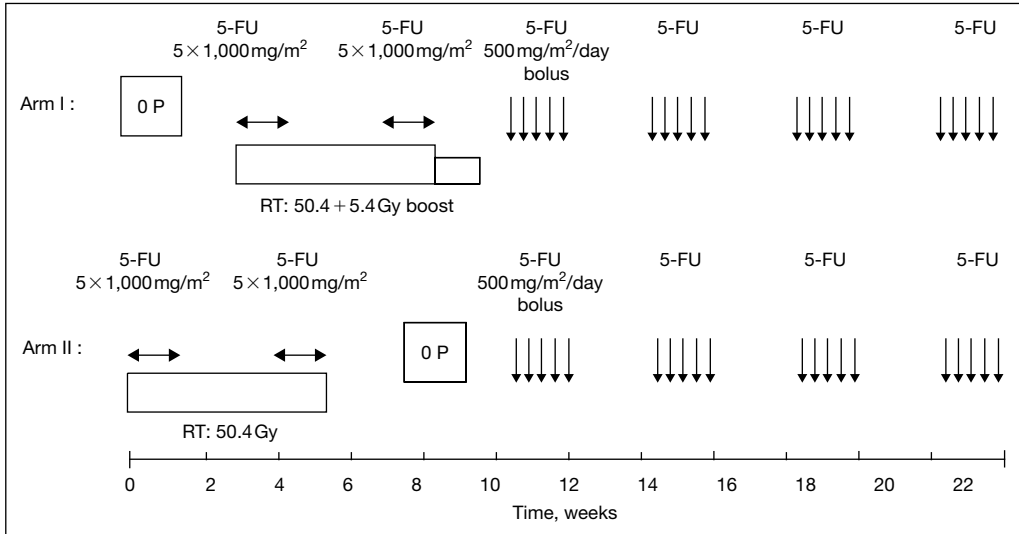 5-FU 5-FU 5-FU 5-FU 5-FU 5-FU
5×1,000 mg/m² 5×1,000 mg/m² 500 mg/m²/day
bolus
Arm I : 0 P
RT: 50.4 + 5.4 Gy boost
5-FU 5-FU 5-FU 5-FU 5-FU 5-FU
5×1,000 mg/m² 5×1,000 mg/m² 500 mg/m²/day
bolus
Arm II : 0 P
RT: 50.4 Gy
0 2 4 6 8 10 12 14 16 18 20 22
Time, weeks